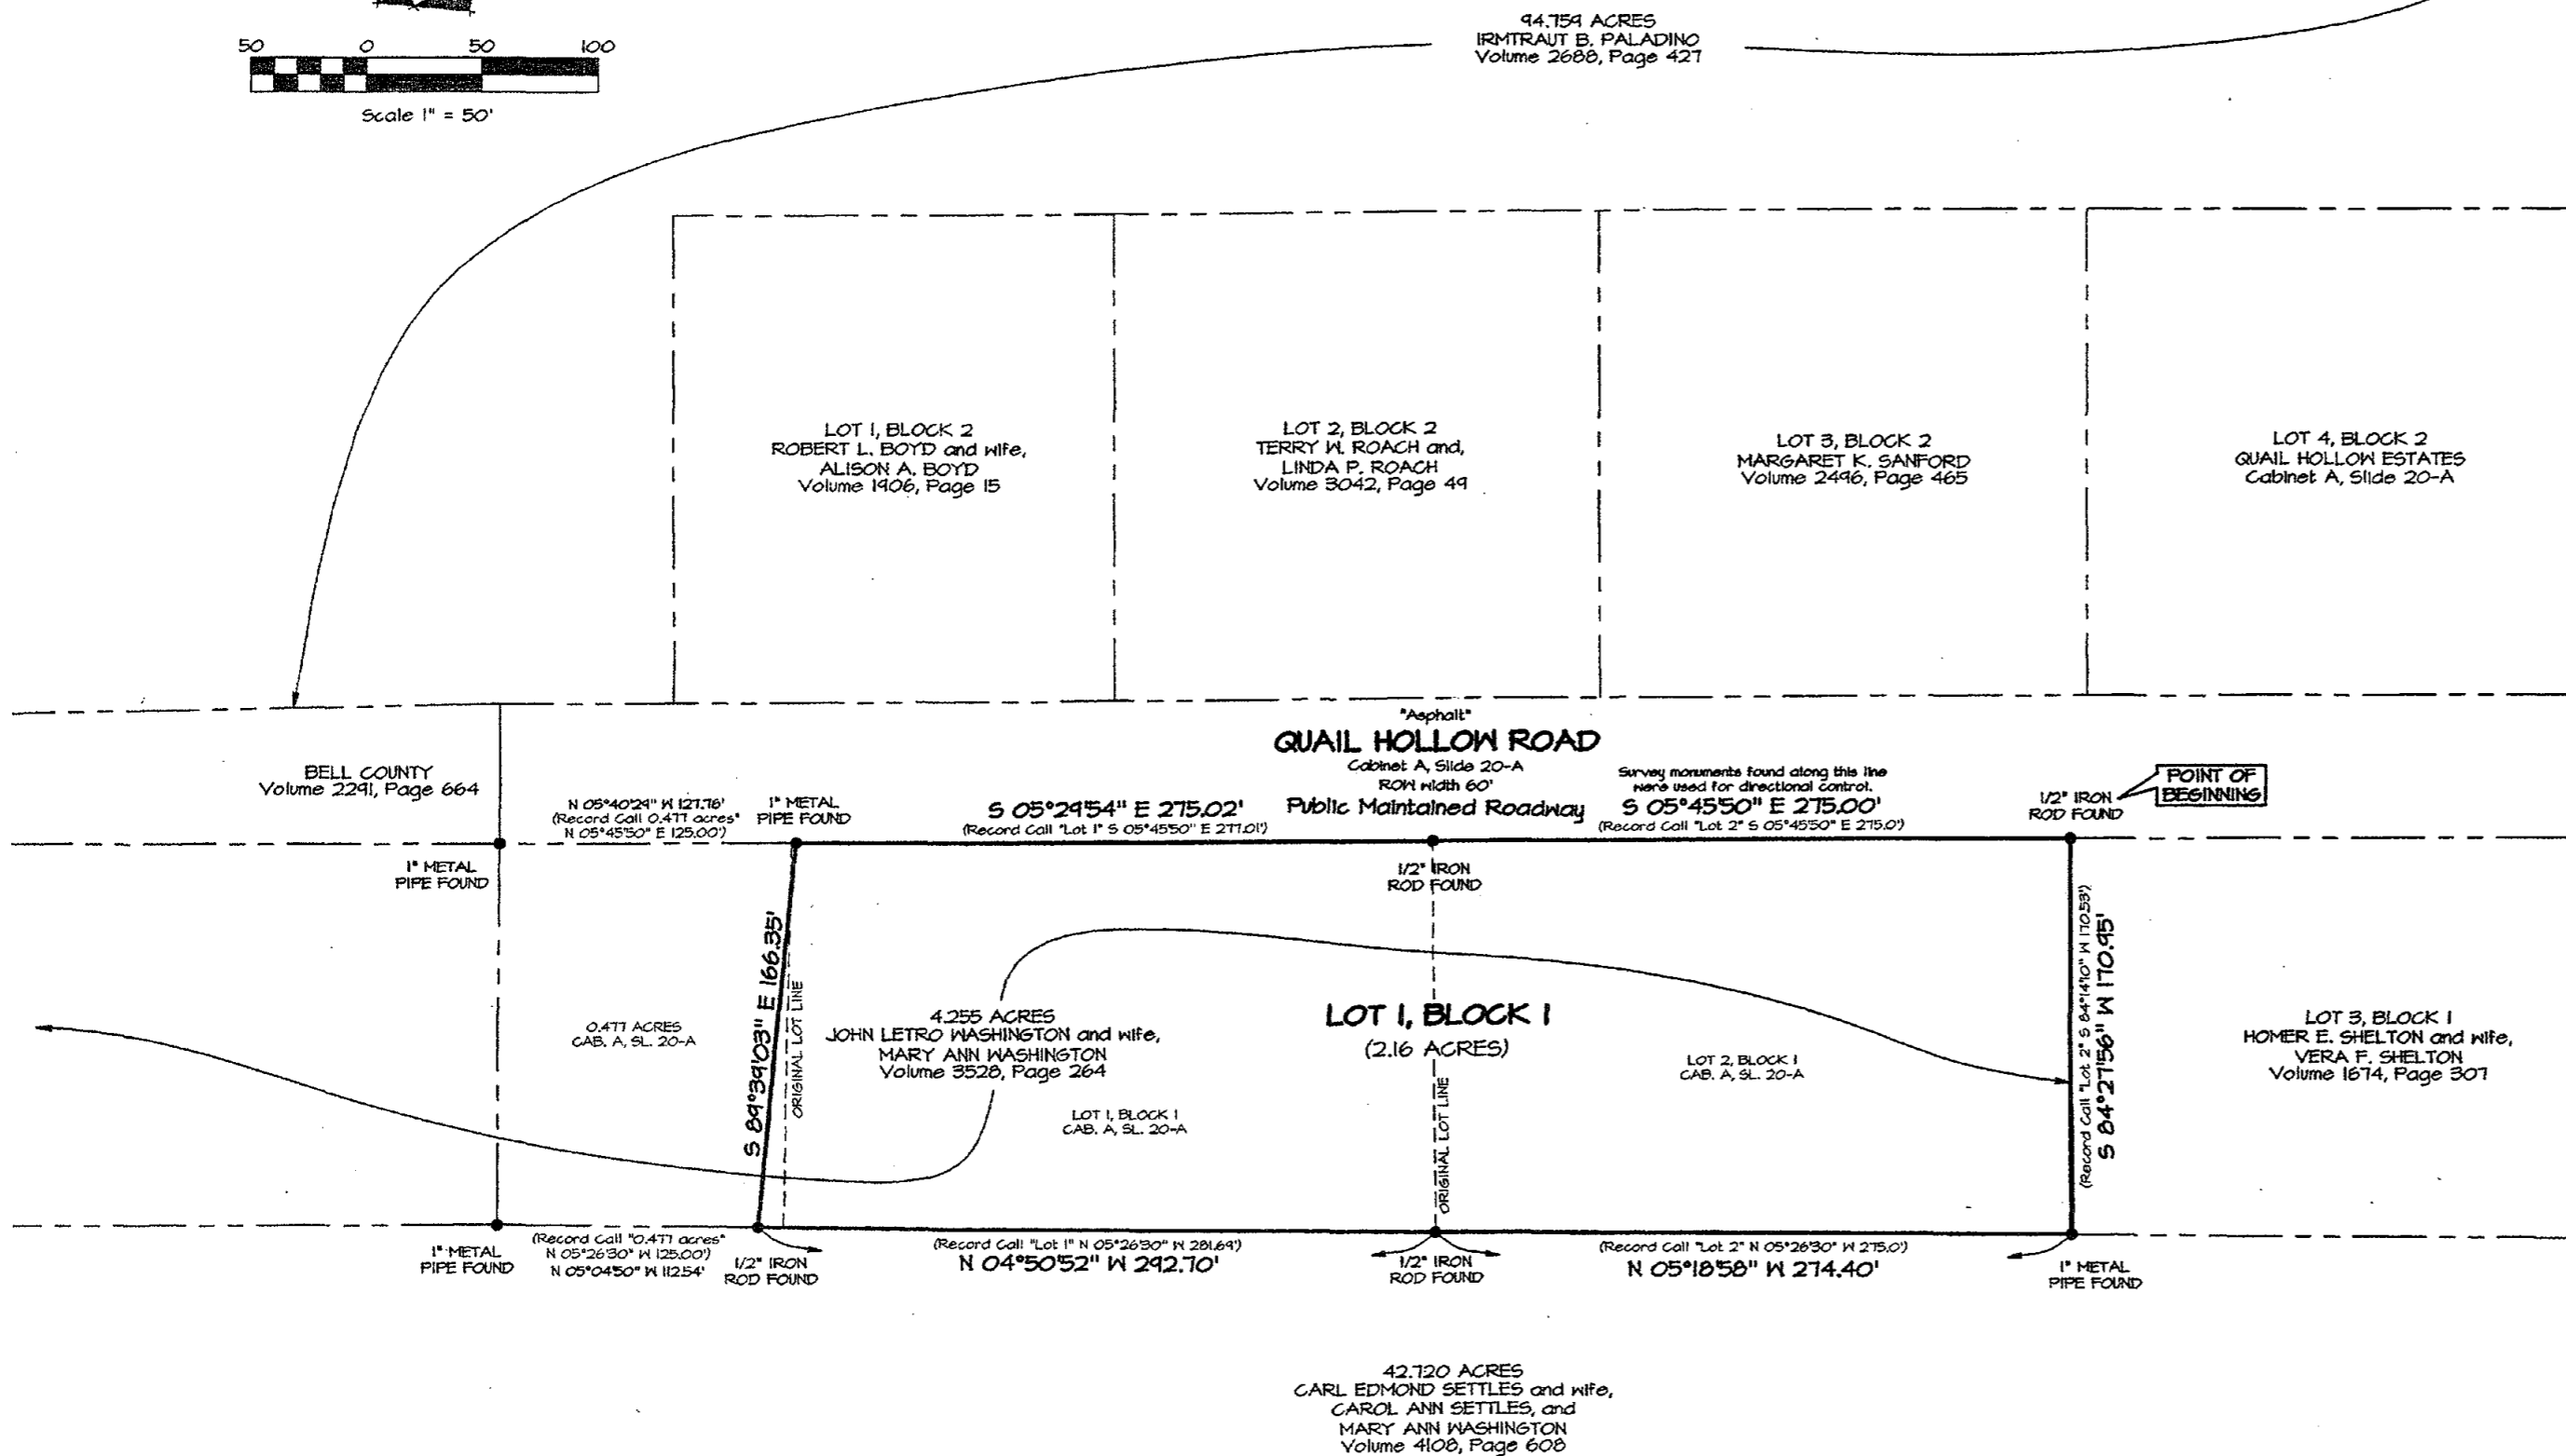 50 0 50 100
Scale 1" = 50'
94.759 ACRES
IRMTRAUT B. PALADINO
Volume 2688, Page 427
LOT 1, BLOCK 2
ROBERT L. BOYD and wife,
ALISON A. BOYD
Volume 1906, Page 15
LOT 2, BLOCK 2
TERRY W. ROACH and,
LINDA P. ROACH
Volume 3042, Page 49
LOT 3, BLOCK 2
MARGARET K. SANFORD
Volume 2496, Page 465
LOT 4, BLOCK 2
QUAIL HOLLOW ESTATES
Cabinet A, Slide 20-A
"Asphalt"
QUAIL HOLLOW ROAD
Cabinet A, Slide 20-A
ROW width 60'
Public Maintained Roadway
BELL COUNTY
Volume 2291, Page 664
N 05°40'29" W 127.76'
(Record Call 0.477 acres"
N 05°45'50" E 125.00')
1" METAL
PIPE FOUND
S 05°29'54" E 275.02'
(Record Call "Lot 1" S 05°45'50" E 277.01')
Survey monuments found along this line
were used for directional control.
S 05°45'50" E 275.00'
(Record Call "Lot 2" S 05°45'50" E 275.0')
1/2" IRON
ROD FOUND
POINT OF
BEGINNING
1" METAL
PIPE FOUND
1/2" IRON
ROD FOUND
S 89°39'03" E 166.35'
ORIGINAL LOT LINE
0.477 ACRES
CAB. A, SL. 20-A
4.255 ACRES
JOHN LETRO WASHINGTON and wife,
MARY ANN WASHINGTON
Volume 3528, Page 264
LOT 1, BLOCK 1
(2.16 ACRES)
LOT 1, BLOCK 1
CAB. A, SL. 20-A
ORIGINAL LOT LINE
LOT 2, BLOCK 1
CAB. A, SL. 20-A
(Record Call "Lot 2" S 84°14'10" W 170.53')
S 84°27'56" W 170.95'
LOT 3, BLOCK 1
HOMER E. SHELTON and wife,
VERA F. SHELTON
Volume 1674, Page 307
1" METAL
PIPE FOUND
(Record Call "0.477 acres"
N 05°26'30" W 125.00')
N 05°04'50" W 112.54'
1/2" IRON
ROD FOUND
(Record Call "Lot 1" N 05°26'30" W 281.69')
N 04°50'52" W 292.70'
1/2" IRON
ROD FOUND
(Record Call "Lot 2" N 05°26'30" W 275.0')
N 05°18'58" W 274.40'
1" METAL
PIPE FOUND
42.720 ACRES
CARL EDMOND SETTLES and wife,
CAROL ANN SETTLES, and
MARY ANN WASHINGTON
Volume 4108, Page 608